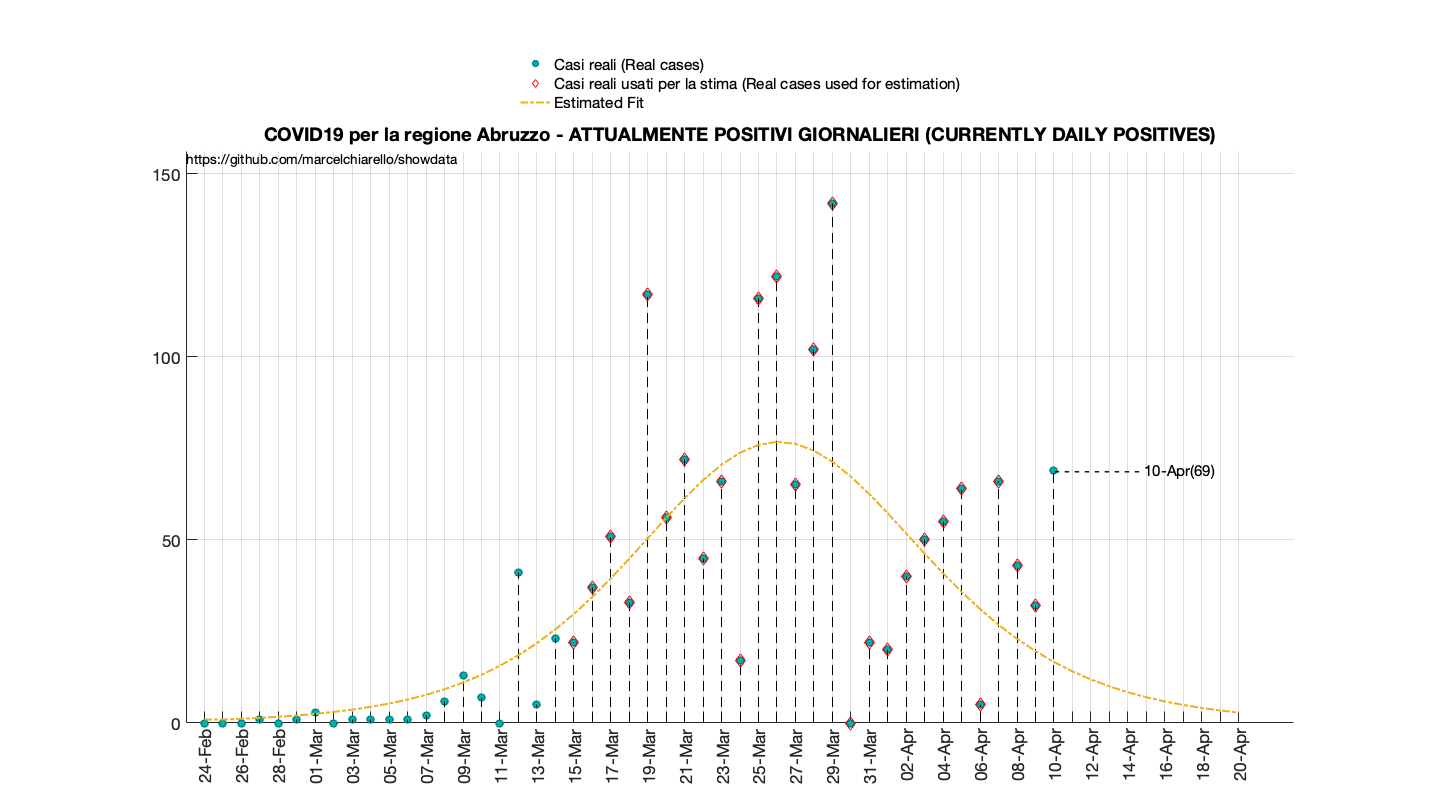 Casi reali (Real cases)
Casi reali usati per la stima (Real cases used for estimation)
Estimated Fit
COVID19 per la regione Abruzzo - ATTUALMENTE POSITIVI GIORNALIERI (CURRENTLY DAILY POSITIVES)
https://github.com/marcelchiarello/showdata
150
100
50
0
10-Apr(69)
24-Feb
26-Feb
28-Feb
01-Mar
03-Mar
05-Mar
07-Mar
09-Mar
11-Mar
13-Mar
15-Mar
17-Mar
19-Mar
21-Mar
23-Mar
25-Mar
27-Mar
29-Mar
31-Mar
02-Apr
04-Apr
06-Apr
08-Apr
10-Apr
12-Apr
14-Apr
16-Apr
18-Apr
20-Apr